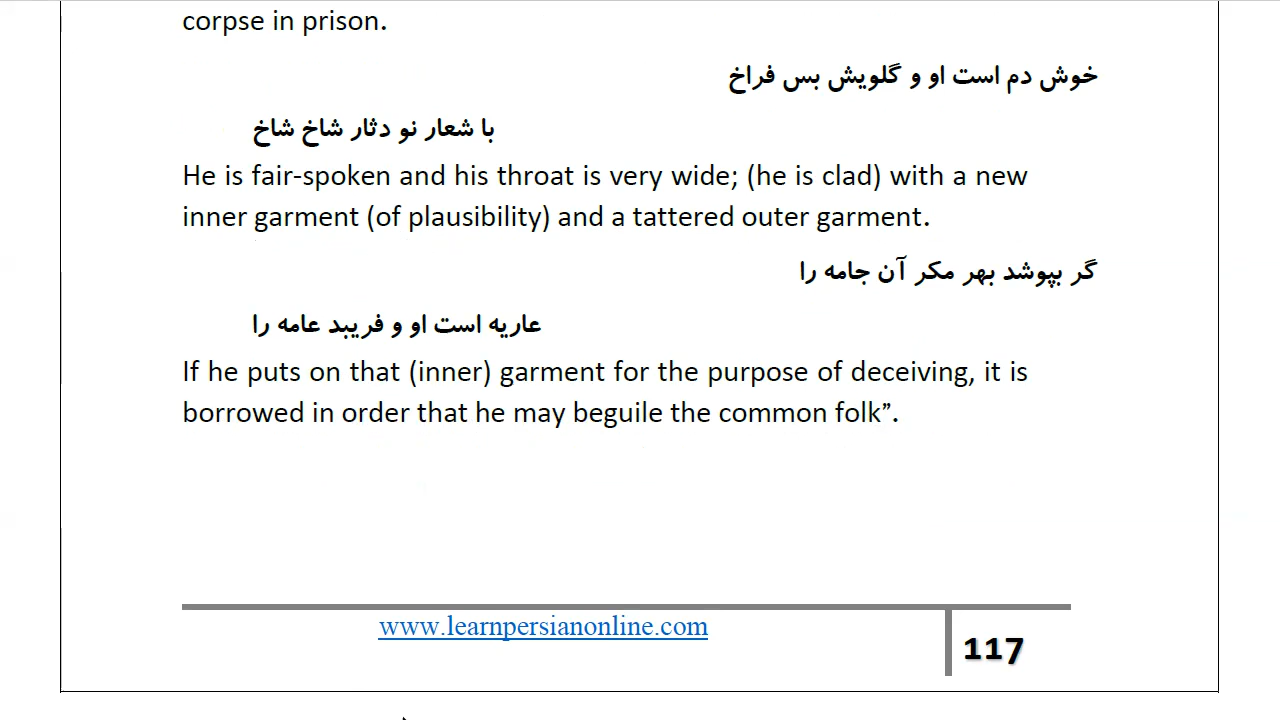 corpse in prison.
خوش دم است او و گلویش بس فراخ
با شعار نو دثار شاخ شاخ
He is fair-spoken and his throat is very wide; (he is clad) with a new
inner garment (of plausibility) and a tattered outer garment.
گر بپوشد بهر مکر آن جامه را
عاریه است او و فریبد عامه را
If he puts on that (inner) garment for the purpose of deceiving, it is
borrowed in order that he may beguile the common folk”.
www.learnpersianonline.com
117